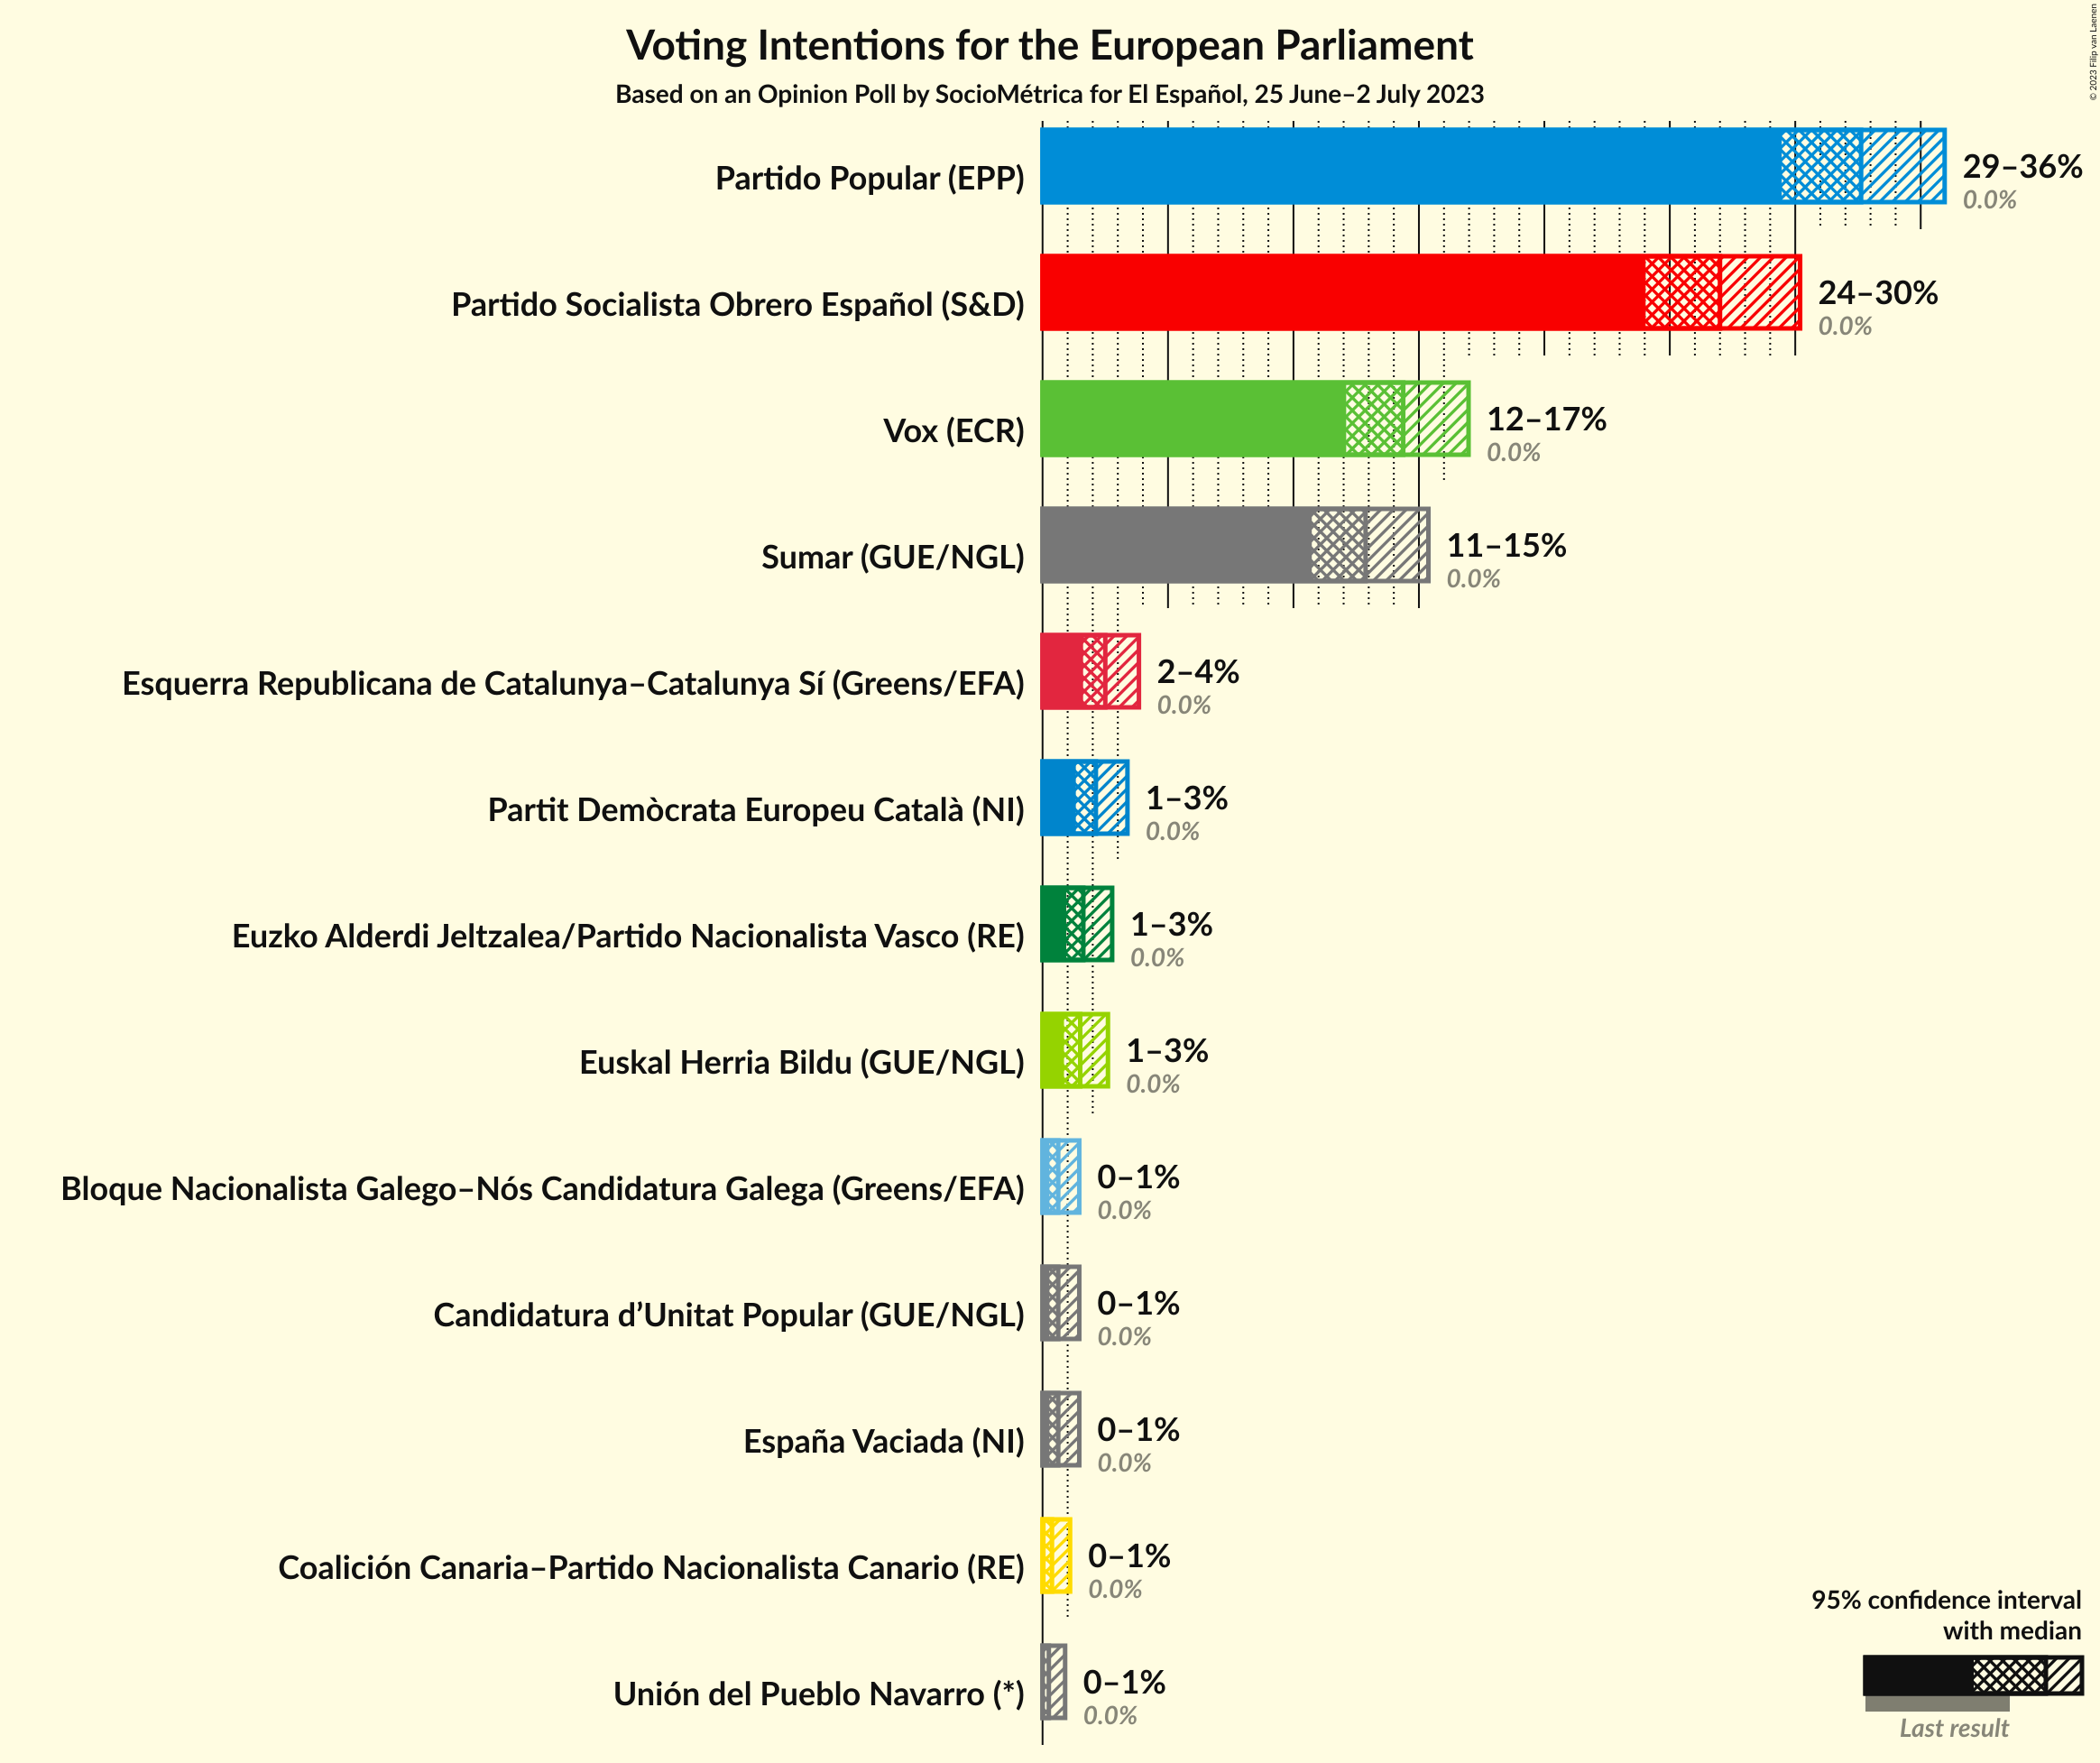 Voting Intentions for the European Parliament
Based on an Opinion Poll by SocioMétrica for El Español, 25 June–2 July 2023
© 2023 Filip van Laenen
Partido Popular (EPP)
29–36%
0.0%
Partido Socialista Obrero Español (S&D)
24–30%
0.0%
Vox (ECR)
12–17%
0.0%
Sumar (GUE/NGL)
11–15%
0.0%
Esquerra Republicana de Catalunya–Catalunya Sí (Greens/EFA)
2–4%
0.0%
Partit Demòcrata Europeu Català (NI)
1–3%
0.0%
Euzko Alderdi Jeltzalea/Partido Nacionalista Vasco (RE)
1–3%
0.0%
Euskal Herria Bildu (GUE/NGL)
1–3%
0.0%
Bloque Nacionalista Galego–Nós Candidatura Galega (Greens/EFA)
0–1%
0.0%
Candidatura d’Unitat Popular (GUE/NGL)
0–1%
0.0%
España Vaciada (NI)
0–1%
0.0%
Coalición Canaria–Partido Nacionalista Canario (RE)
0–1%
0.0%
Unión del Pueblo Navarro (*)
0–1%
0.0%
95% confidence interval
with median
Last result